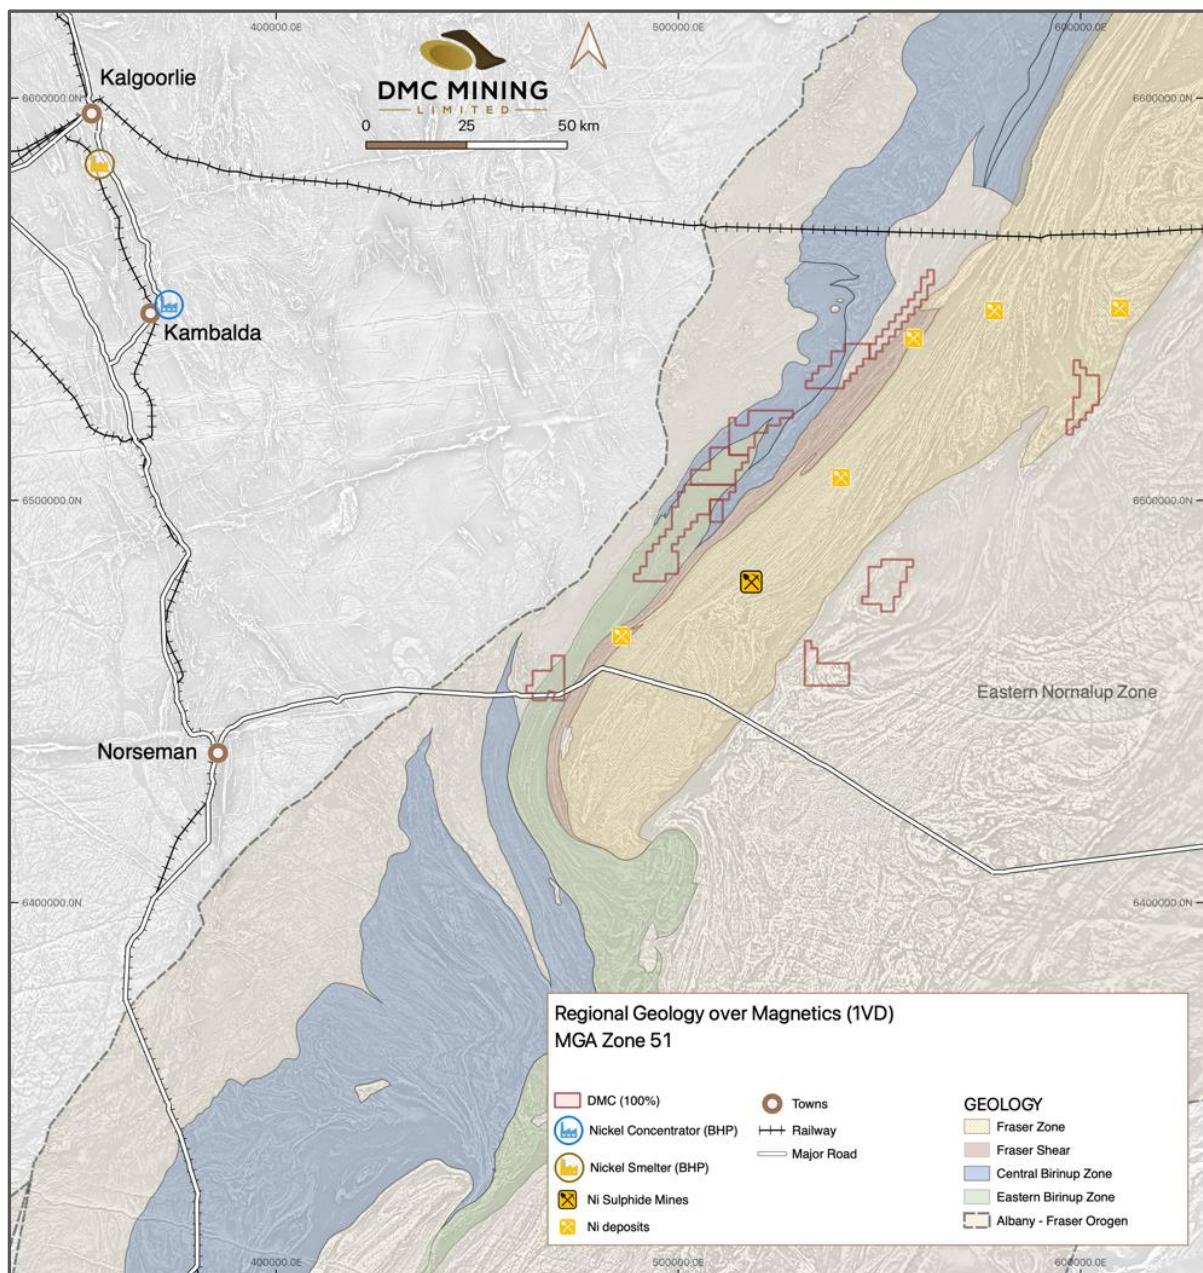 400000.0E
500000.0E
600000.0E
Kalgoorlie
DMC MINING
LIMITED
6600000.0N
6600000.0N
0 25 50 km
Kambalda
6500000.0N
6500000.0N
Eastern Nornalup Zone
Norseman
6400000.0N
6400000.0N
Regional Geology over Magnetics (1VD)
MGA Zone 51
DMC (100%)
Nickel Concentrator (BHP)
Nickel Smelter (BHP)
Ni Sulphide Mines
Ni deposits
Towns
Railway
Major Road
GEOLOGY
Fraser Zone
Fraser Shear
Central Birinup Zone
Eastern Birinup Zone
Albany - Fraser Orogen
400000.0E
500000.0E
600000.0E